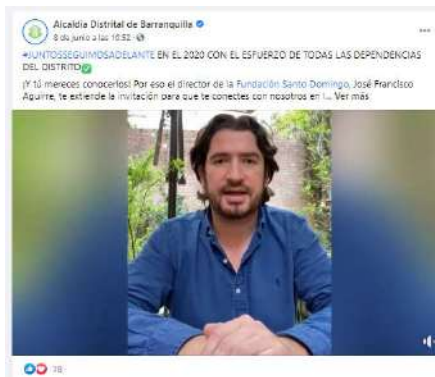 Alcaldía Distrital de Barranquilla
8 de junio a las 10:52 ·
#JUNTOSSEGUIMOSADELANTE EN EL 2020 CON EL ESFUERZO DE TODAS LAS DEPENDENCIAS
DEL DISTRITO
¡Y tú mereces conocerlos! Por eso el director de la Fundación Santo Domingo, José Francisco
Aguirre, te extiende la invitación para que te conectes con nosotros en l... Ver más
78